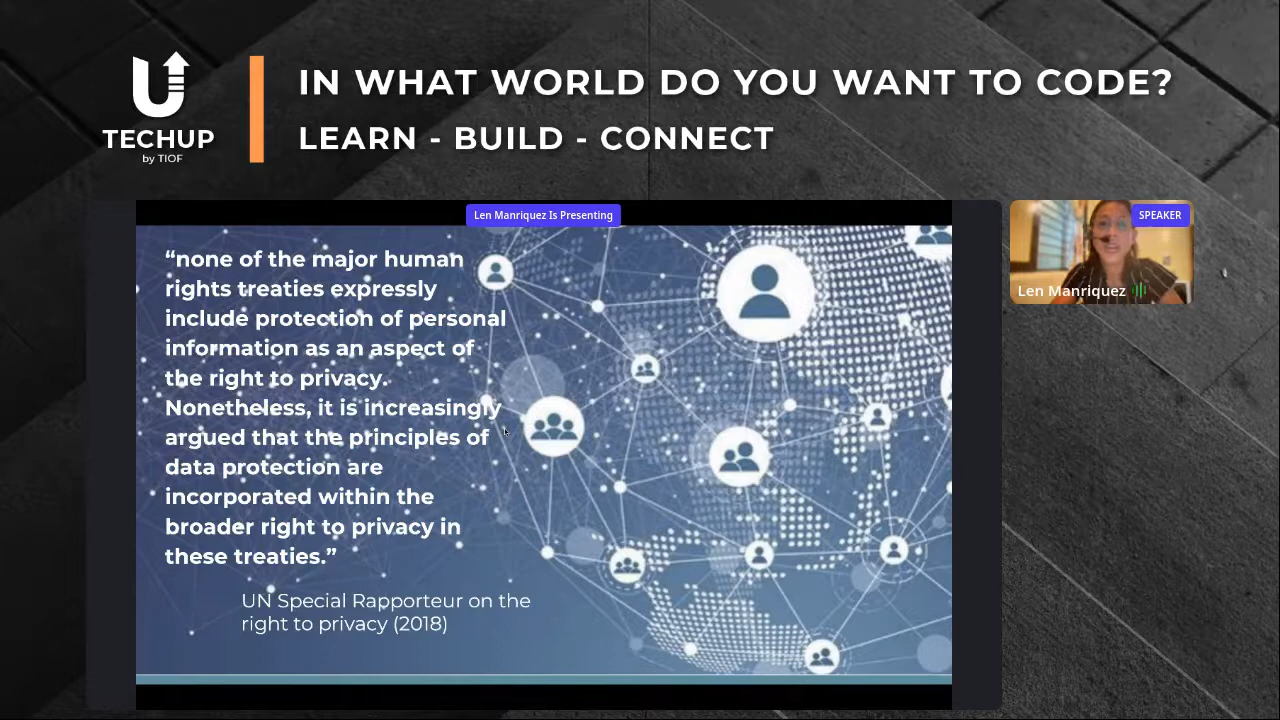 TECHUP
by TIOF
IN WHAT WORLD DO YOU WANT TO CODE?
LEARN - BUILD - CONNECT
Len Manriquez Is Presenting
“none of the major human
rights treaties expressly
include protection of personal
information as an aspect of
the right to privacy.
Nonetheless, it is increasingly
argued that the principles of
data protection are
incorporated within the
broader right to privacy in
these treaties.”
UN Special Rapporteur on the
right to privacy (2018)
SPEAKER
Len Manriquez